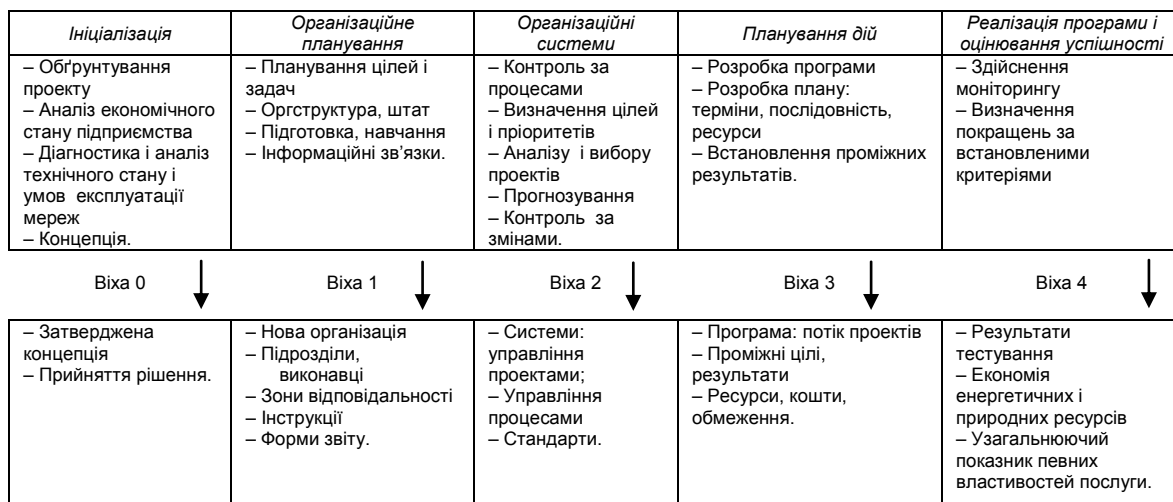 Ініціалізація
Організаційне
планування
Організаційні
системи
Планування дій
Реалізація програми і
оцінювання успішності
– Обґрунтування
проекту
– Аналіз економічного
стану підприємства
– Діагностика і аналіз
технічного стану і
умов експлуатації
мереж
– Концепція.
– Планування цілей і
задач
– Оргструктура, штат
– Підготовка, навчання
– Інформаційні зв’язки.
– Контроль за
процесами
– Визначення цілей
і пріоритетів
– Аналізу і вибору
проектів
– Прогнозування
– Контроль за
змінами.
– Розробка програми
– Розробка плану:
терміни, послідовність,
ресурси
– Встановлення проміжних
результатів.
– Здійснення
моніторингу
– Визначення
покращень за
встановленими
критеріями
Віха 0
Віха 1
Віха 2
Віха 3
Віха 4
– Затверджена
концепція
– Прийняття рішення.
– Нова організація
– Підрозділи,
виконавці
– Зони відповідальності
– Інструкції
– Форми звіту.
– Системи:
управління
проектами;
– Управління
процесами
– Стандарти.
– Програма: потік проектів
– Проміжні цілі,
результати
– Ресурси, кошти,
обмеження.
– Результати
тестування
– Економія
енергетичних і
природних ресурсів
– Узагальнюючий
показник певних
властивостей послуги.